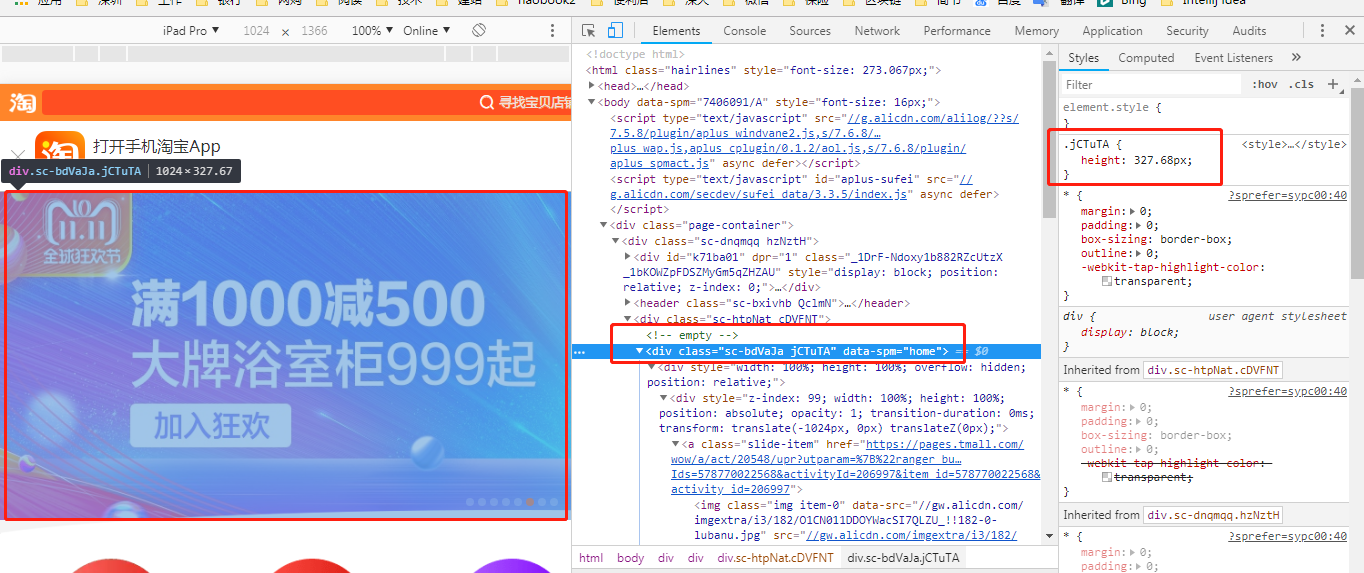 应用 深圳 工作 银行 网购 阅读 技术 建站 haobook2 便利店 深大 微信 保险 区块链 简书 百度 翻译 Bing Intellij idea
iPad Pro ▼ 1024 × 1366 100% ▼ Online ▼
Elements Console Sources Network Performance Memory Application Security Audits
淘 寻找宝贝店铺
淘 打开手机淘宝App
div.sc-bdVaJa.jCTuTA | 1024×327.67
11.11
全球狂欢节
满1000减500
大牌浴室柜999起
加入狂欢
<!doctype html>
<html class="hairlines" style="font-size: 273.067px;">
▶<head>…</head>
▼<body data-spm="7406091/A" style="font-size: 16px;">
<script type="text/javascript" src="//g.alicdn.com/alilog/??s/
7.5.8/plugin/aplus_windvane2.js,s/7.6.8/…
plus_wap.js,aplus_cplugin/0.1.2/aol.js,s/7.6.8/plugin/
aplus_spmact.js" async defer></script>
<script type="text/javascript" id="aplus-sufei" src="//
g.alicdn.com/secdev/sufei_data/3.3.5/index.js" async defer>
</script>
▼<div class="page-container">
▼<div class="sc-dnqmqq hzNztH">
▶<div id="k71ba01" dpr="1" class="_1DrF-Ndoxy1b882RZcUtzX
_1bKOWZpFDSZMyGm5qZHZAU" style="display: block; position:
relative; z-index: 0;">…</div>
▶<header class="sc-bxivhb QclmN">…</header>
▼<div class="sc-htpNat cDVFNT">
<!-- empty -->
… ▼<div class="sc-bdVaJa jCTuTA" data-spm="home"> == $0
▼<div style="width: 100%; height: 100%; overflow: hidden;
position: relative;">
▼<div style="z-index: 99; width: 100%; height: 100%;
position: absolute; opacity: 1; transition-duration: 0ms;
transform: translate(-1024px, 0px) translateZ(0px);">
▼<a class="slide-item" href="https://pages.tmall.com/
wow/a/act/20548/upr?utparam=%7B%22ranger_bu…
Ids=578770022568&activityId=206997&item_id=578770022568&
activity_id=206997">
<img class="img item-0" data-src="//gw.alicdn.com/
imgextra/i3/182/O1CN011DDOYWacSI7QLZU_!!182-0-
lubanu.jpg" src="//gw.alicdn.com/imgextra/i3/182/
html body div div div.sc-htpNat.cDVFNT div.sc-bdVaJa.jCTuTA
Styles Computed Event Listeners »
Filter :hov .cls +
element.style {
}
.jCTuTA { <style>…</style>
height: 327.68px;
}
* { ?sprefer=sypc00:40
margin:▶ 0;
padding:▶ 0;
box-sizing: border-box;
outline:▶ 0;
-webkit-tap-highlight-color:
transparent;
}
div { user agent stylesheet
display: block;
}
Inherited from div.sc-htpNat.cDVFNT
* { ?sprefer=sypc00:40
margin:▶ 0;
padding:▶ 0;
box-sizing: border-box;
outline:▶ 0;
-webkit-tap-highlight-color:
transparent;
}
Inherited from div.sc-dnqmqq.hzNztH
* { ?sprefer=sypc00:40
margin:▶ 0;
padding:▶ 0;